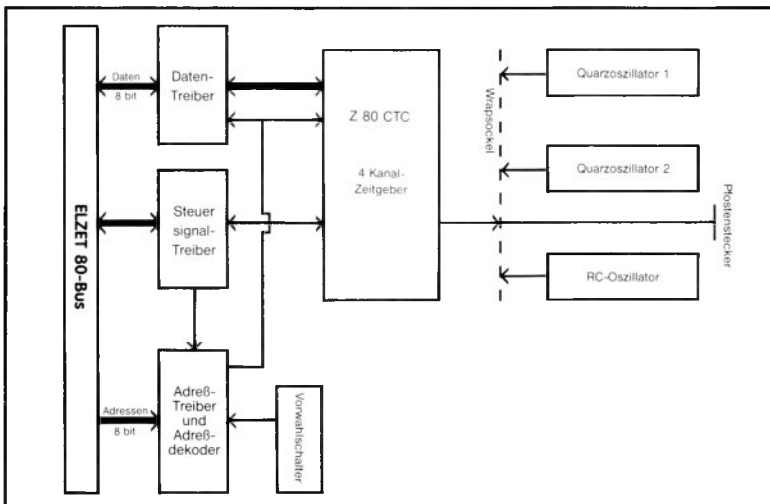 ELZET 80-Bus
Daten
8 bit
Daten-
Treiber
Steuer
signal-
Treiber
Adressen
8 bit
Adreß-
Treiber
und
Adreß-
dekoder
Vorwahlschalter
Z 80 CTC
4 Kanal-
Zeitgeber
Wrapsockel
Quarzoszillator 1
Quarzoszillator 2
RC-Oszillator
Pfostenstecker